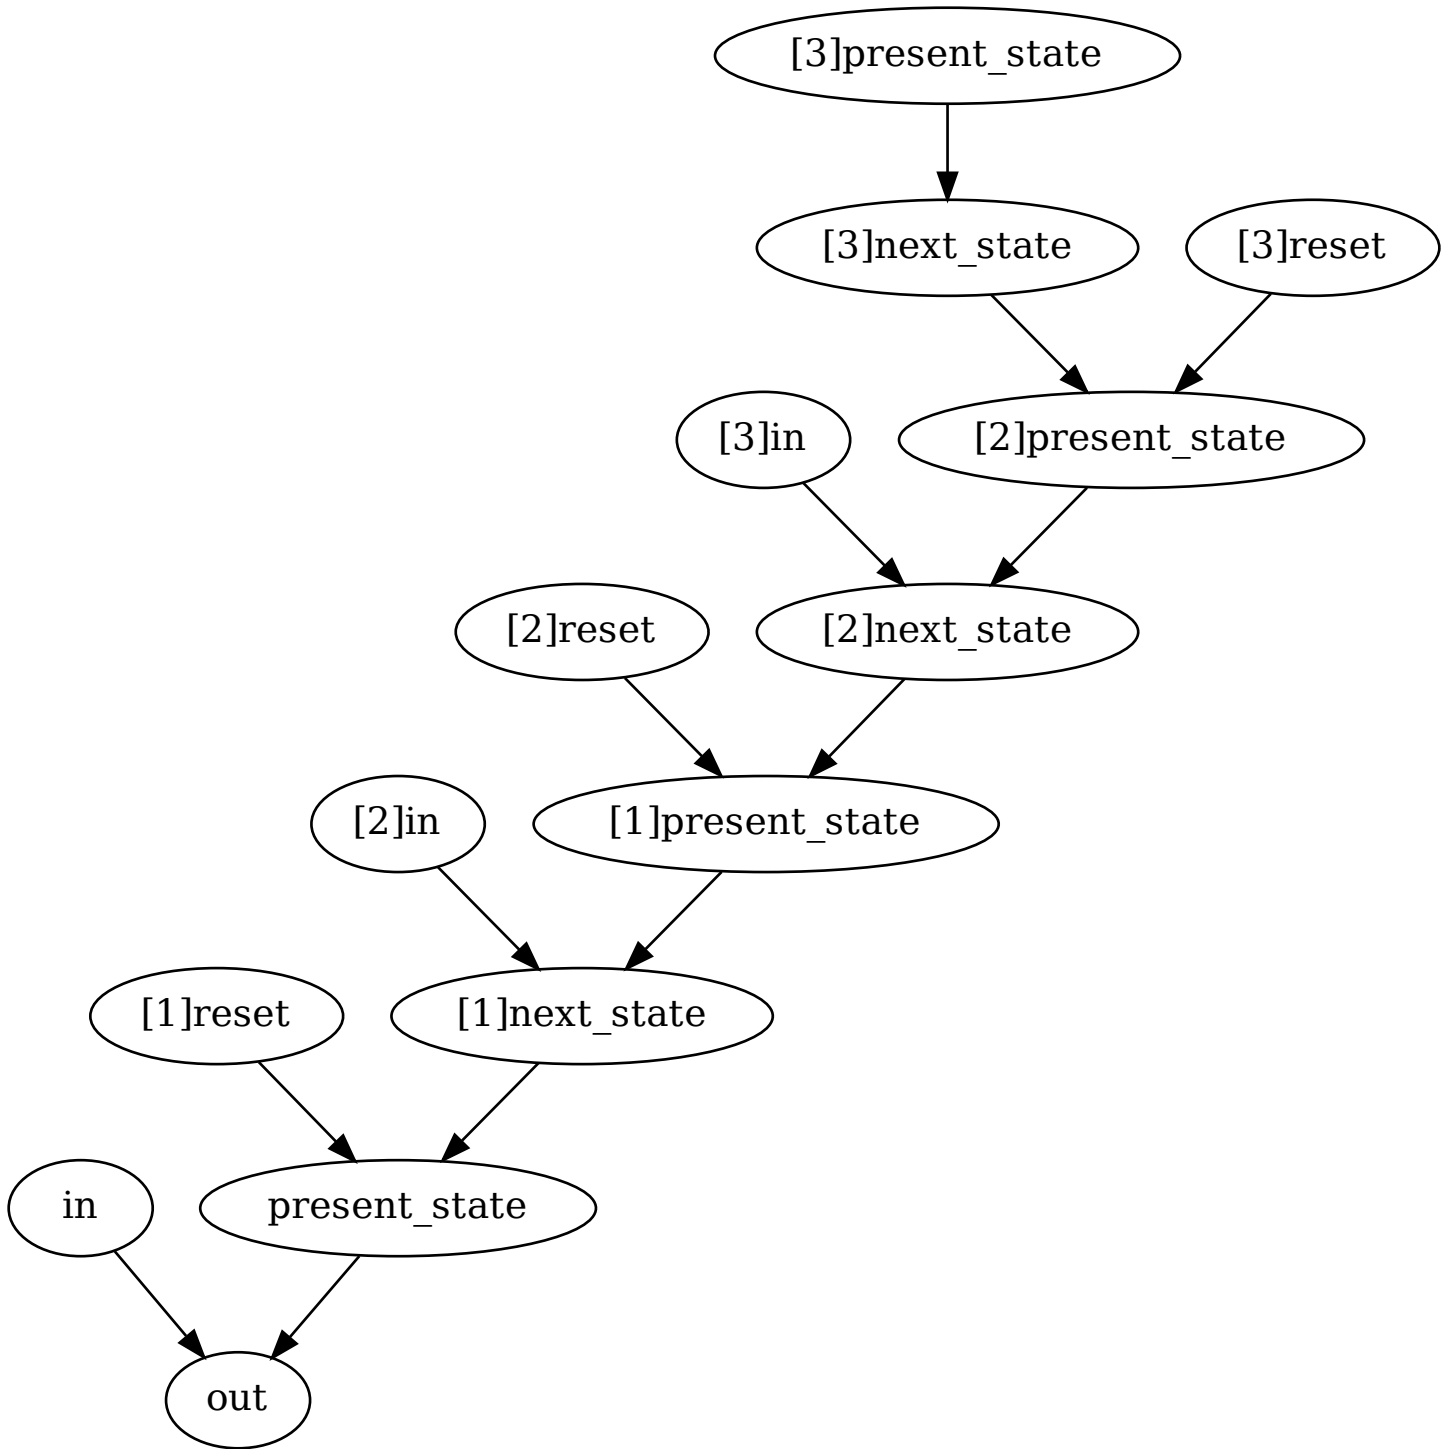 [3]present_state
[3]next_state
[3]reset
[3]in
[2]present_state
[2]reset
[2]next_state
[2]in
[1]present_state
[1]reset
[1]next_state
in
present_state
out